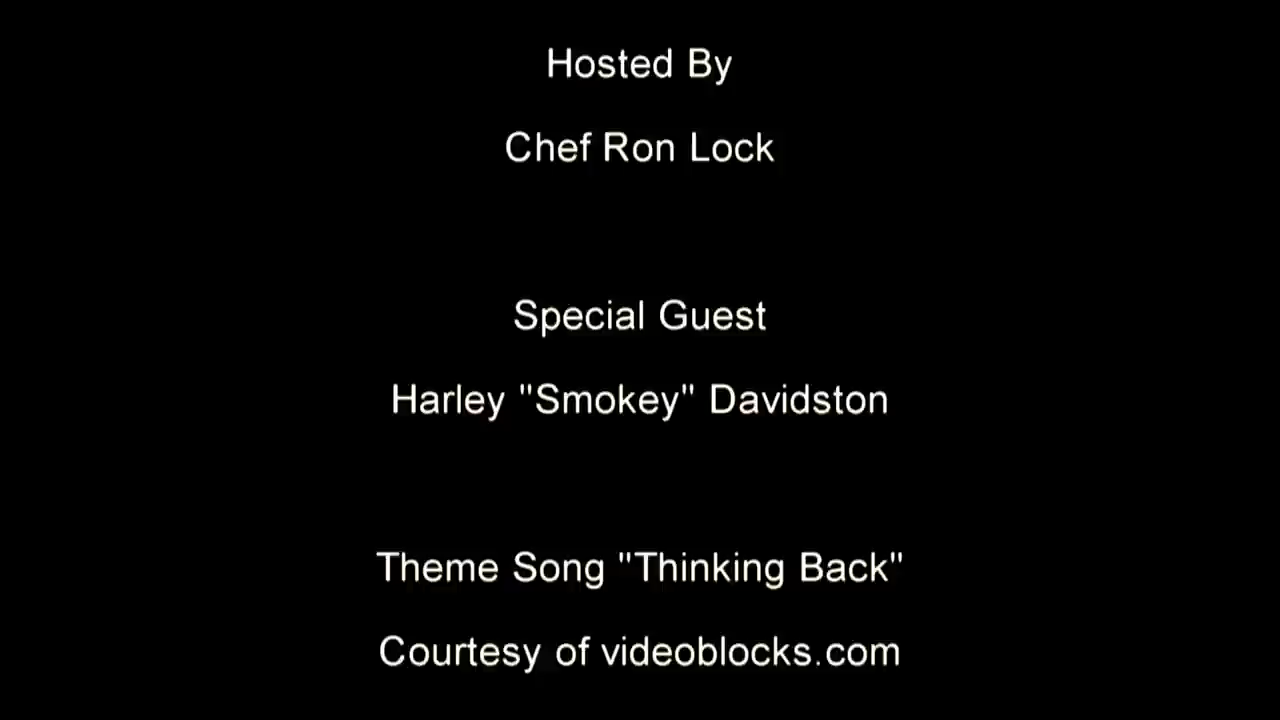 Hosted By
Chef Ron Lock
Special Guest
Harley "Smokey" Davidston
Theme Song "Thinking Back"
Courtesy of videoblocks.com